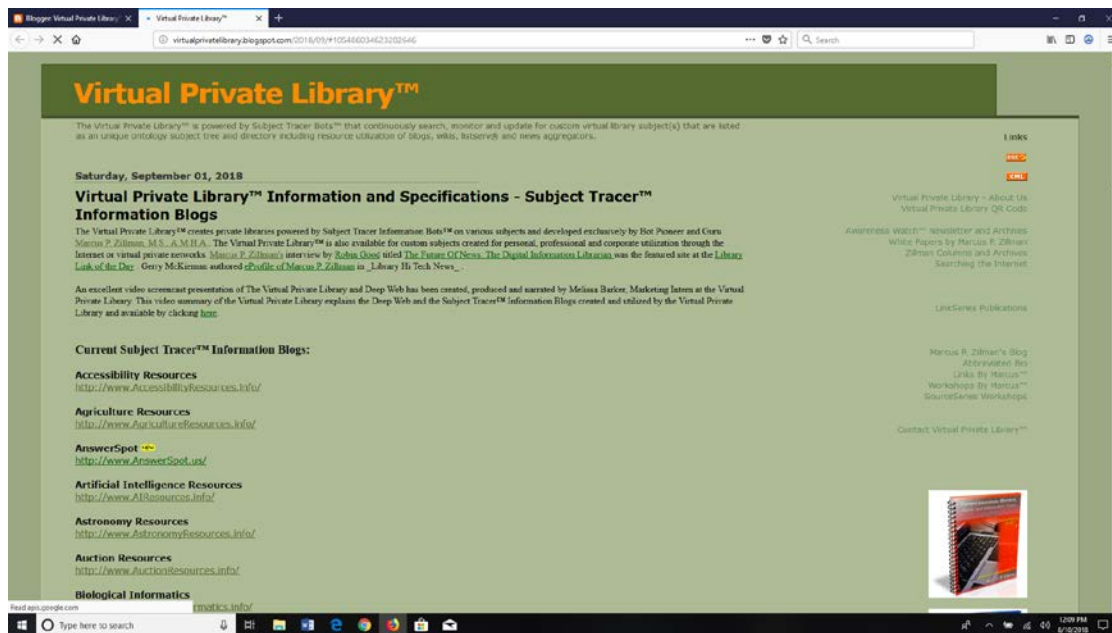 Blogger: Virtual Private Library
Virtual Private Library™
virtualprivatelibrary.blogspot.com/2018/09/#105486034623202646
Search
Virtual Private Library™
The Virtual Private Library™ is powered by Subject Tracer Bots™ that continuously search, monitor and update for custom virtual library subject(s) that are listed
as an unique ontology subject tree and directory including resource utilization of blogs, wikis, listservs and news aggregators.
Links
Saturday, September 01, 2018
XML
Virtual Private Library™ Information and Specifications - Subject Tracer™
Information Blogs
Virtual Private Library - About Us
Virtual Private Library QR Code
The Virtual Private Library™ creates private libraries powered by Subject Tracer Information Bots™ on various subjects and developed exclusively by Bot Pioneer and Guru
Marcus P. Zillman, M.S., A.M.H.A.. The Virtual Private Library™ is also available for custom subjects created for personal, professional and corporate utilization through the
Internet or virtual private networks. Marcus P. Zillman's interview by Robin Good titled The Future Of News: The Digital Information Librarian was the featured site at the Library
Link of the Day . Gerry McKiernan authored eProfile of Marcus P. Zillman in _Library Hi Tech News_ .
Awareness Watch™ Newsletter and Archives
White Papers by Marcus P. Zillman
Zillman Columns and Archives
Searching the Internet
An excellent video screencast presentation of The Virtual Private Library and Deep Web has been created, produced and narrated by Melissa Barker, Marketing Intern at the Virtual
Private Library. This video summary of the Virtual Private Library explains the Deep Web and the Subject Tracer™ Information Blogs created and utilized by the Virtual Private
Library and available by clicking here.
LinkSeries Publications
Current Subject Tracer™ Information Blogs:
Marcus P. Zillman's Blog
Abbreviated Bio
Links By Marcus™
Workshops By Marcus™
SourceSeries Workshops
Accessibility Resources
http://www.AccessibilityResources.info/
Agriculture Resources
http://www.AgricultureResources.info/
Contact Virtual Private Library™
AnswerSpot
http://www.AnswerSpot.us/
Artificial Intelligence Resources
http://www.AIResources.info/
Astronomy Resources
http://www.AstronomyResources.info/
Auction Resources
http://www.AuctionResources.info/
Biological Informatics
rmatics.info/
Read apis.google.com
Type here to search
12:09 PM
8/10/2018